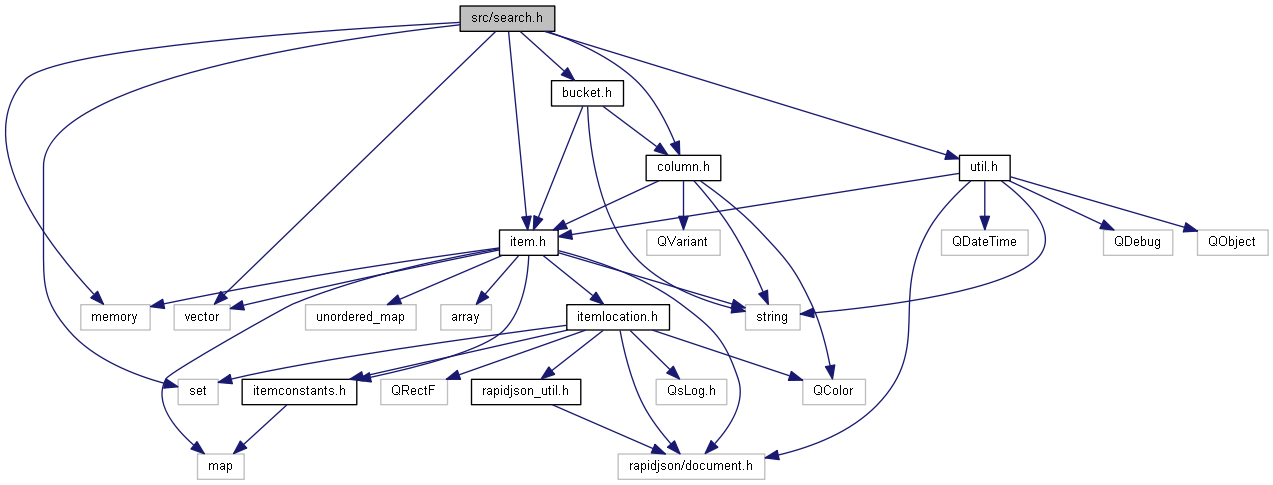 src/search.h
bucket.h
column.h
util.h
item.h
QVariant
QDateTime
QDebug
QObject
memory
vector
unordered_map
array
itemlocation.h
string
set
itemconstants.h
QRectF
rapidjson_util.h
QsLog.h
QColor
map
rapidjson/document.h